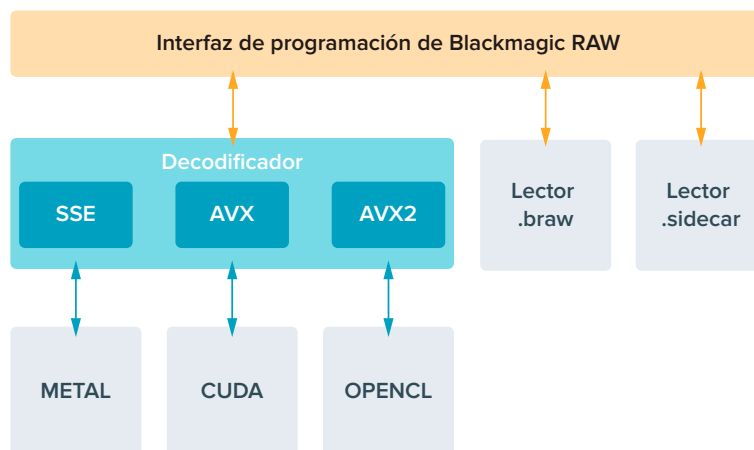 Interfaz de programación de Blackmagic RAW
Decodificador
SSE
AVX
AVX2
Lector
.braw
Lector
.sidecar
METAL
CUDA
OPENCL